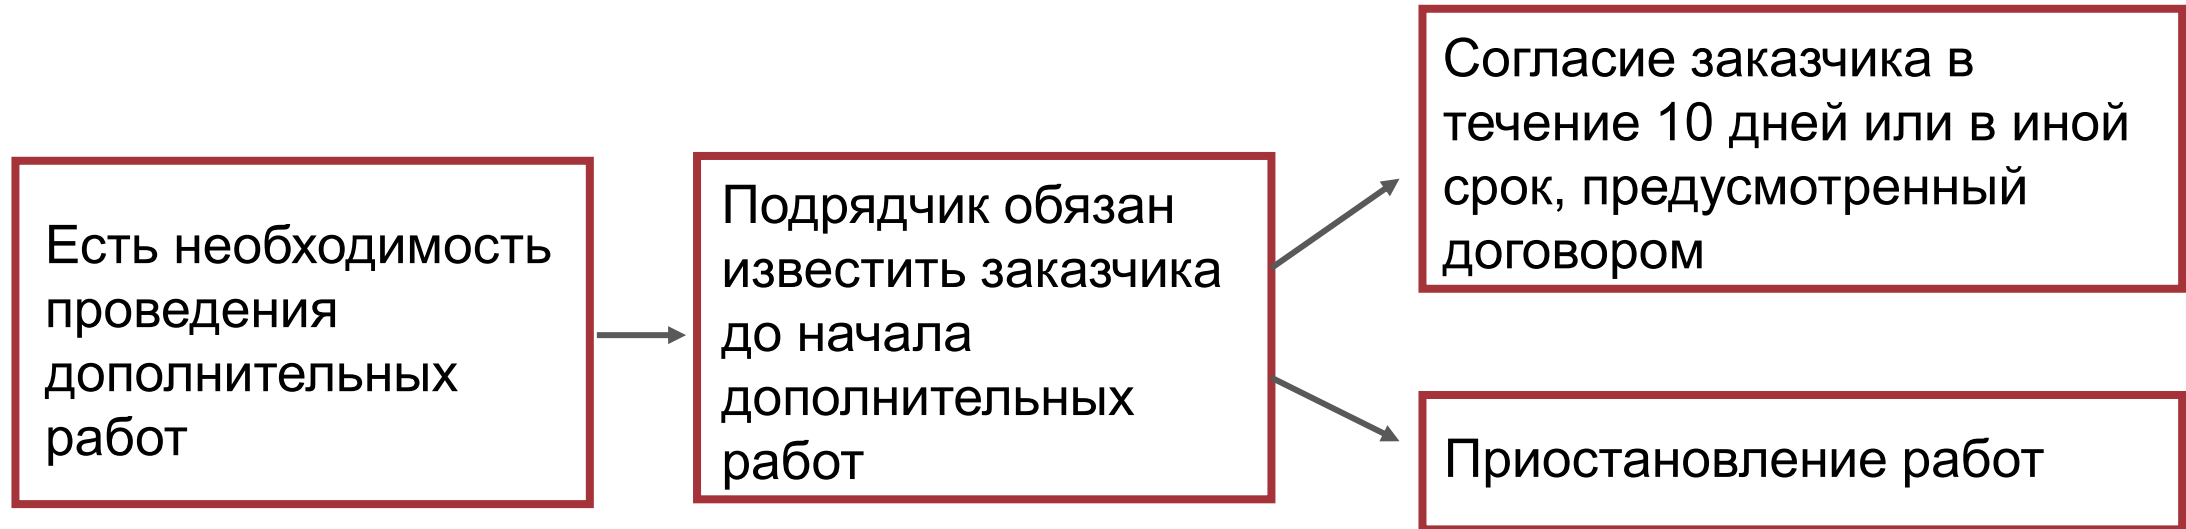 Есть необходимость
проведения
дополнительных
работ
Подрядчик обязан
известить заказчика
до начала
дополнительных
работ
Согласие заказчика в
течение 10 дней или в иной
срок, предусмотренный
договором
Приостановление работ